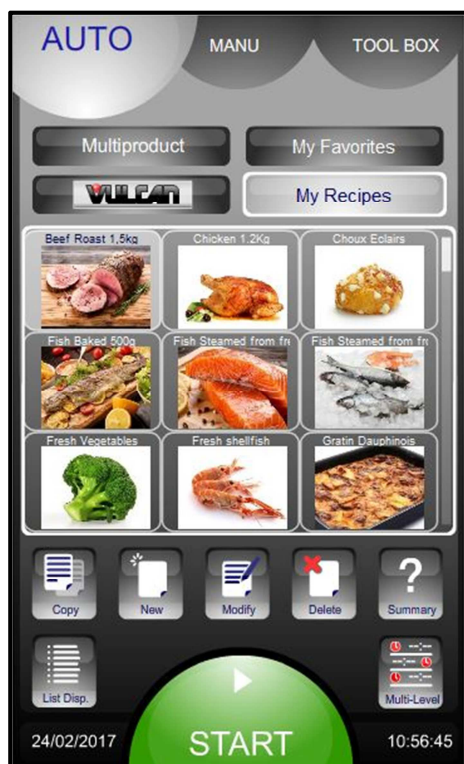 AUTO
MANU
TOOL BOX
Multiproduct
My Favorites
VULCAN
My Recipes
Beef Roast 1,5kg
Chicken 1.2Kg
Choux Eclairs
Fish Baked 500g
Fish Steamed from fre
Fish Steamed from fro
Fresh Vegetables
Fresh shellfish
Gratin Dauphinois
Copy
New
Modify
Delete
?
Summary
List Disp.
--:--
--:--
--:--
Multi-Level
START
24/02/2017
10:56:45